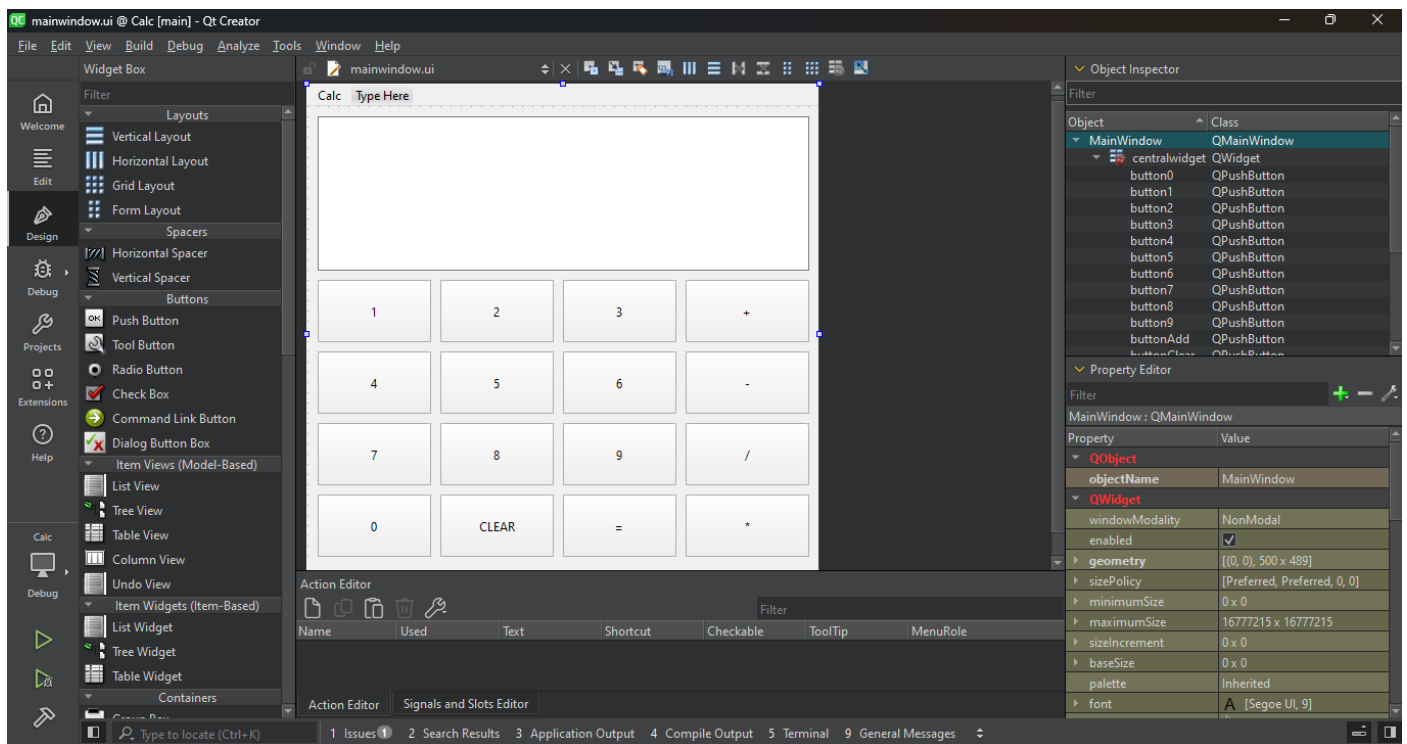 QC mainwindow.ui @ Calc [main] - Qt Creator
File Edit View Build Debug Analyze Tools Window Help
Widget Box
mainwindow.ui
Filter
Welcome
Edit
Design
Debug
Projects
Extensions
Help
Calc
Debug
Layouts
Vertical Layout
Horizontal Layout
Grid Layout
Form Layout
Spacers
Horizontal Spacer
Vertical Spacer
Buttons
OK Push Button
Tool Button
Radio Button
Check Box
Command Link Button
Dialog Button Box
Item Views (Model-Based)
List View
Tree View
Table View
Column View
Undo View
Item Widgets (Item-Based)
List Widget
Tree Widget
Table Widget
Containers
Calc Type Here
1 2 3 +
4 5 6 -
7 8 9 /
0 CLEAR = *
Action Editor
Filter
Name Used Text Shortcut Checkable ToolTip MenuRole
Action Editor Signals and Slots Editor
Object Inspector
Filter
Object Class
MainWindow QMainWindow
centralwidget QWidget
button0 QPushButton
button1 QPushButton
button2 QPushButton
button3 QPushButton
button4 QPushButton
button5 QPushButton
button6 QPushButton
button7 QPushButton
button8 QPushButton
button9 QPushButton
buttonAdd QPushButton
buttonClear QPushButton
Property Editor
Filter
MainWindow : QMainWindow
Property Value
QObject
objectName MainWindow
QWidget
windowModality NonModal
enabled
geometry [(0, 0), 500 x 489]
sizePolicy [Preferred, Preferred, 0, 0]
minimumSize 0 x 0
maximumSize 16777215 x 16777215
sizeIncrement 0 x 0
baseSize 0 x 0
palette Inherited
font A [Segoe UI, 9]
Type to locate (Ctrl+K)
1 Issues 1 2 Search Results 3 Application Output 4 Compile Output 5 Terminal 9 General Messages